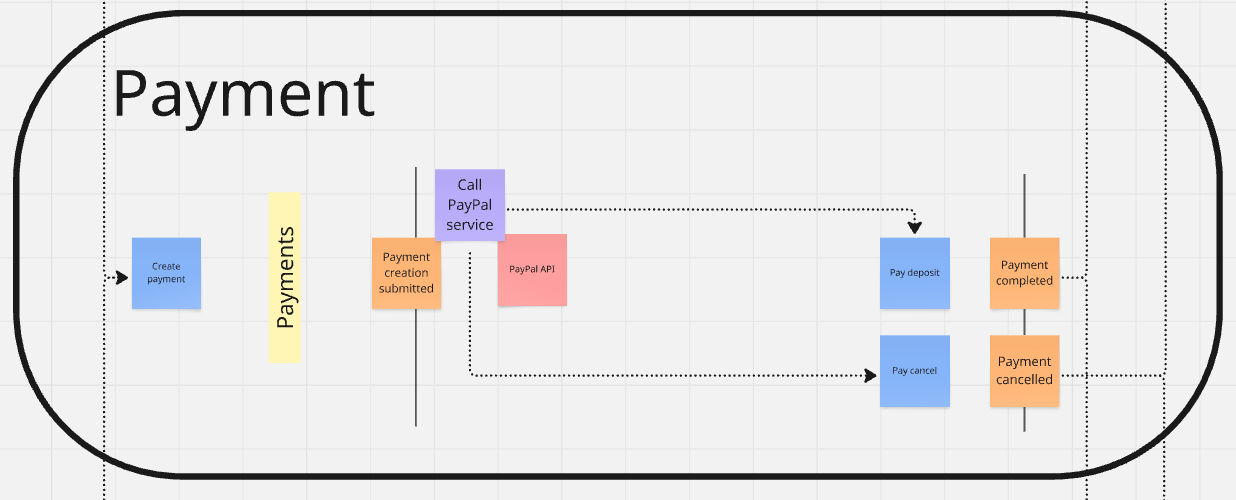 Payment
Create
payment
Payments
Payment
creation
submitted
Call
PayPal
service
PayPal API
Pay deposit
Payment
completed
Pay cancel
Payment
cancelled